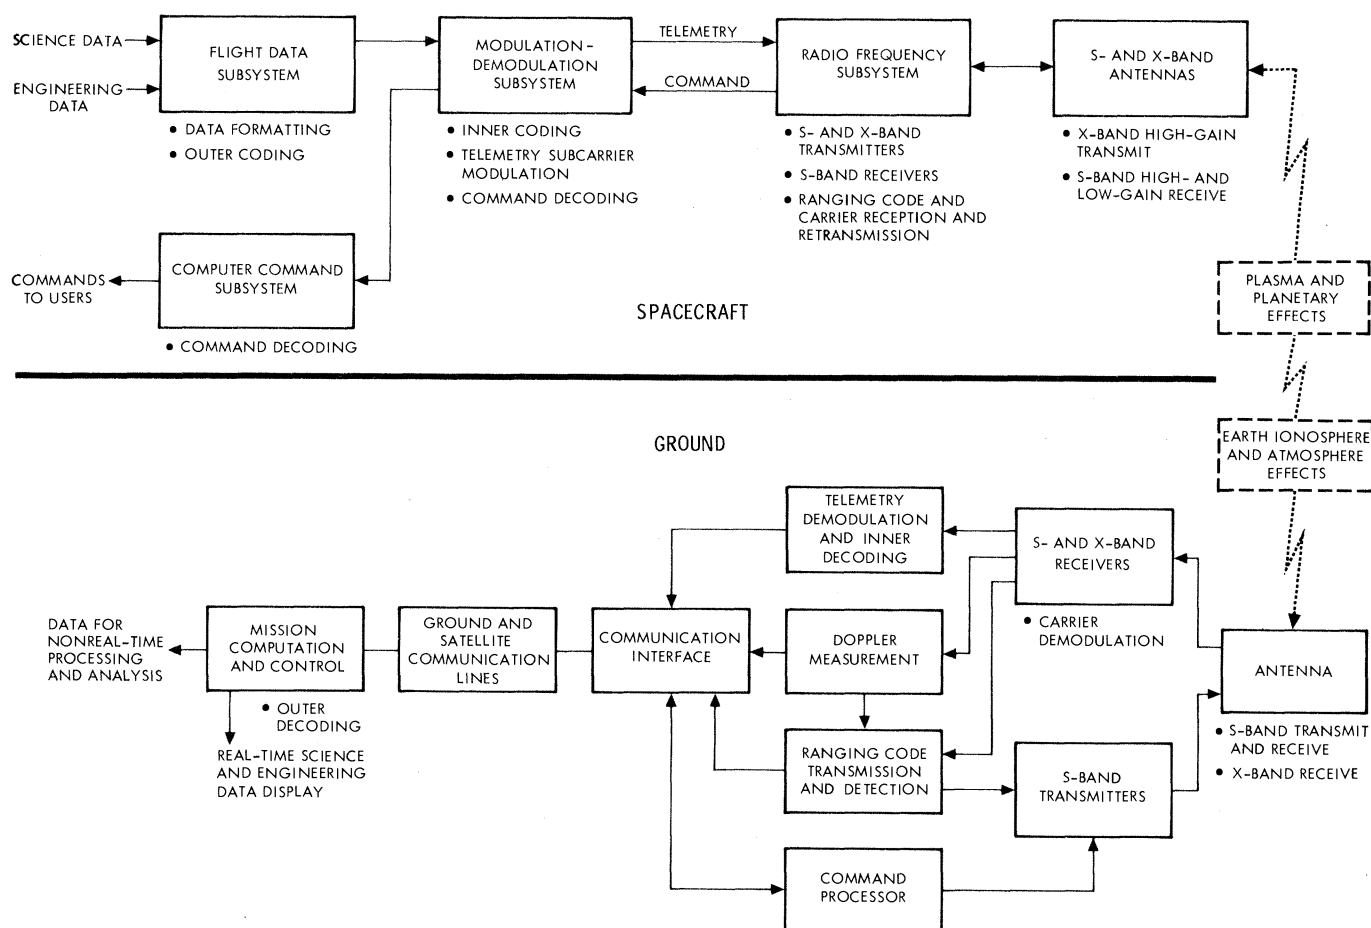 SCIENCE DATA
ENGINEERING
DATA
FLIGHT DATA
SUBSYSTEM
• DATA FORMATTING
• OUTER CODING
MODULATION-
DEMODULATION
SUBSYSTEM
• INNER CODING
• TELEMETRY SUBCARRIER
MODULATION
• COMMAND DECODING
TELEMETRY
COMMAND
RADIO FREQUENCY
SUBSYSTEM
• S- AND X-BAND
TRANSMITTERS
• S-BAND RECEIVERS
• RANGING CODE AND
CARRIER RECEPTION AND
RETRANSMISSION
S- AND X-BAND
ANTENNAS
• X-BAND HIGH-GAIN
TRANSMIT
• S-BAND HIGH- AND
LOW-GAIN RECEIVE
COMMANDS
TO USERS
COMPUTER COMMAND
SUBSYSTEM
• COMMAND DECODING
SPACECRAFT
PLASMA AND
PLANETARY
EFFECTS
GROUND
EARTH IONOSPHERE
AND ATMOSPHERE
EFFECTS
TELEMETRY
DEMODULATION
AND INNER
DECODING
S- AND X-BAND
RECEIVERS
• CARRIER
DEMODULATION
DATA FOR
NONREAL-TIME
PROCESSING
AND ANALYSIS
MISSION
COMPUTATION
AND CONTROL
• OUTER
DECODING
REAL-TIME SCIENCE
AND ENGINEERING
DATA DISPLAY
GROUND AND
SATELLITE
COMMUNICATION
LINES
COMMUNICATION
INTERFACE
DOPPLER
MEASUREMENT
ANTENNA
• S-BAND TRANSMIT
AND RECEIVE
• X-BAND RECEIVE
RANGING CODE
TRANSMISSION
AND DETECTION
S-BAND
TRANSMITTERS
COMMAND
PROCESSOR